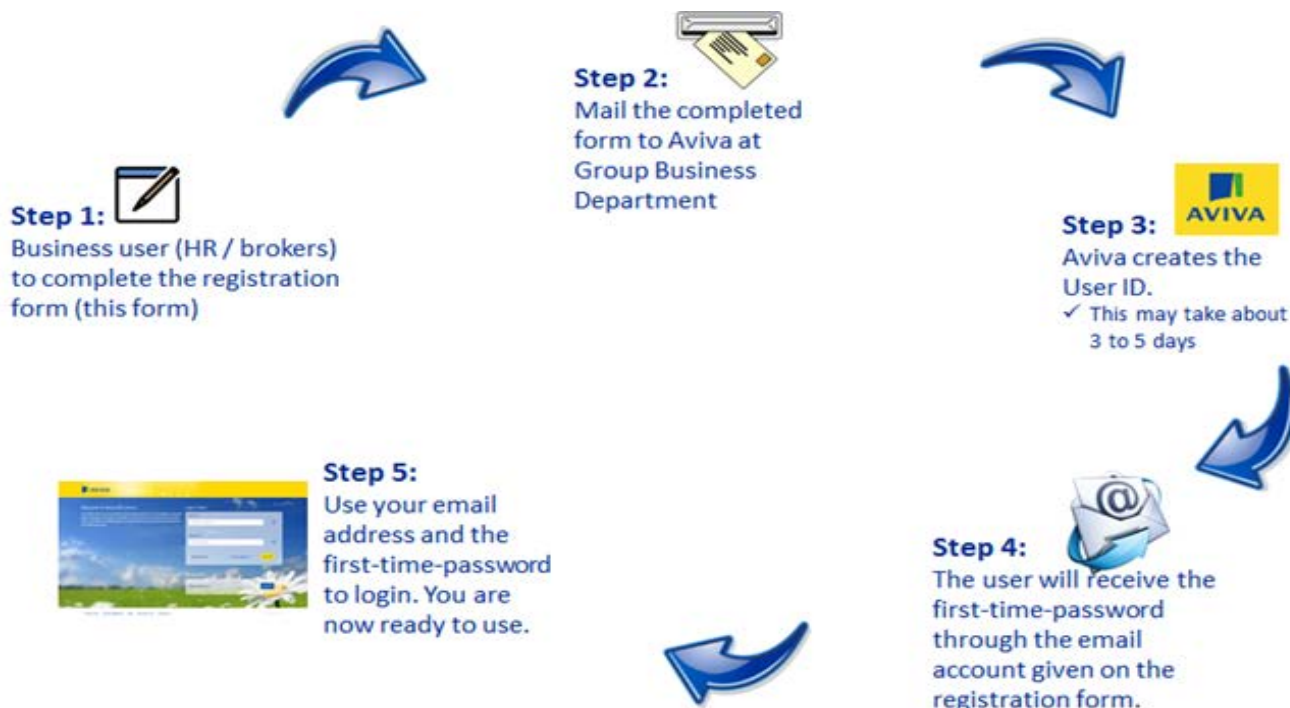 Step 1:
Business user (HR / brokers)
to complete the registration
form (this form)
Step 2:
Mail the completed
form to Aviva at
Group Business
Department
AVIVA
Step 3:
Aviva creates the
User ID.
✓ This may take about
3 to 5 days
Step 4:
The user will receive the
first-time-password
through the email
account given on the
registration form.
Step 5:
Use your email
address and the
first-time-password
to login. You are
now ready to use.